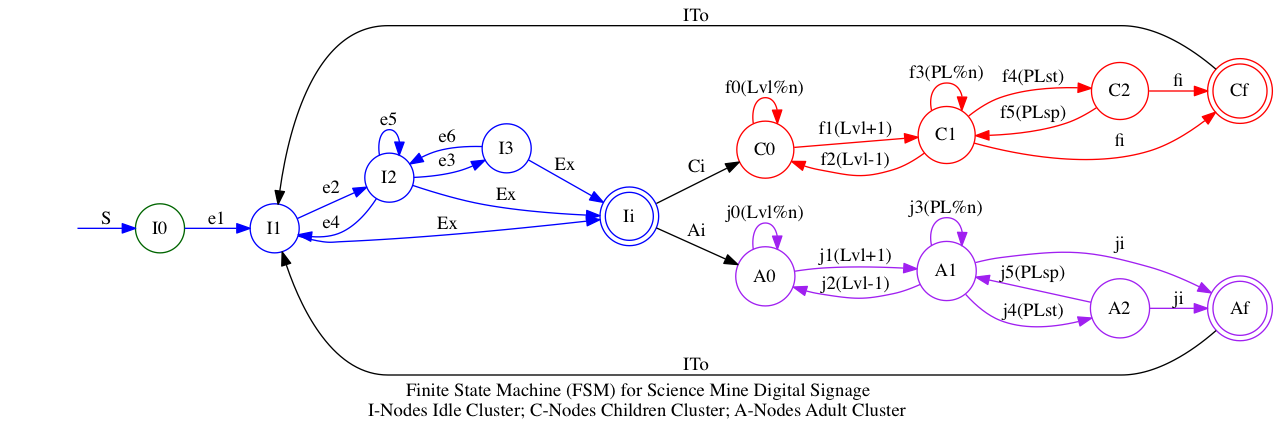 ITo
f3(PL%n)
f4(PLst)
fi
Cf
C2
f0(Lvl%n)
f5(PLsp)
e5
f1(Lvl+1)
C1
fi
e6
I3
C0
e3
f2(Lvl-1)
Ex
Ci
e2
I2
Ex
S
I0
e1
I1
e4
Ex
Ii
Ai
j0(Lvl%n)
j3(PL%n)
ji
j1(Lvl+1)
A1
j5(PLsp)
A0
j2(Lvl-1)
j4(PLst)
A2
ji
Af
ITo
Finite State Machine (FSM) for Science Mine Digital Signage
I-Nodes Idle Cluster; C-Nodes Children Cluster; A-Nodes Adult Cluster